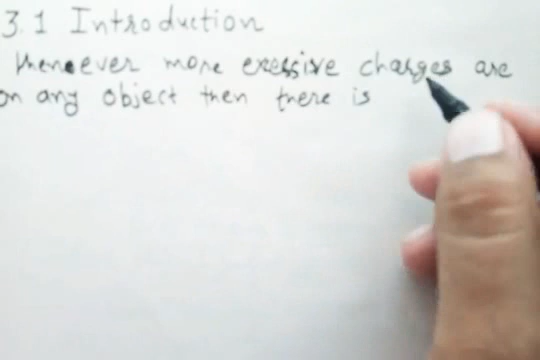 3.1 Introduction
whenever more excessive charges are
on any object then there is